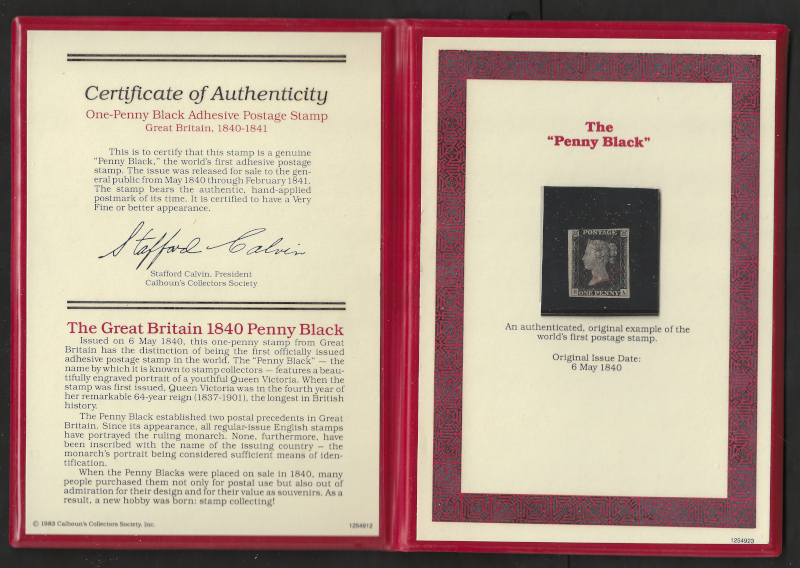 Certificate of Authenticity
One-Penny Black Adhesive Postage Stamp
Great Britain, 1840-1841
This is to certify that this stamp is a genuine
"Penny Black," the world's first adhesive postage
stamp. The issue was released for sale to the gen-
eral public from May 1840 through February 1841.
The stamp bears the authentic, hand-applied
postmark of its time. It is certified to have a Very
Fine or better appearance.
Stafford Calvin
Stafford Calvin, President
Calhoun's Collectors Society
The Great Britain 1840 Penny Black
Issued on 6 May 1840, this one-penny stamp from Great
Britain has the distinction of being the first officially issued
adhesive postage stamp in the world. The "Penny Black" — the
name by which it is known to stamp collectors — features a beau-
tifully engraved portrait of a youthful Queen Victoria. When the
stamp was first issued, Queen Victoria was in the fourth year of
her remarkable 64-year reign (1837-1901), the longest in British
history.
The Penny Black established two postal precedents in Great
Britain. Since its appearance, all regular-issue English stamps
have portrayed the ruling monarch. None, furthermore, have
been inscribed with the name of the issuing country — the
monarch's portrait being considered sufficient means of iden-
tification.
When the Penny Blacks were placed on sale in 1840, many
people purchased them not only for postal use but also out of
admiration for their design and for their value as souvenirs. As a
result, a new hobby was born: stamp collecting!
© 1983 Calhoun's Collectors Society, Inc.
1254912
The
"Penny Black"
POSTAGE
ONE PENNY
A
An authenticated, original example of the
world's first postage stamp.
Original Issue Date:
6 May 1840
1254923